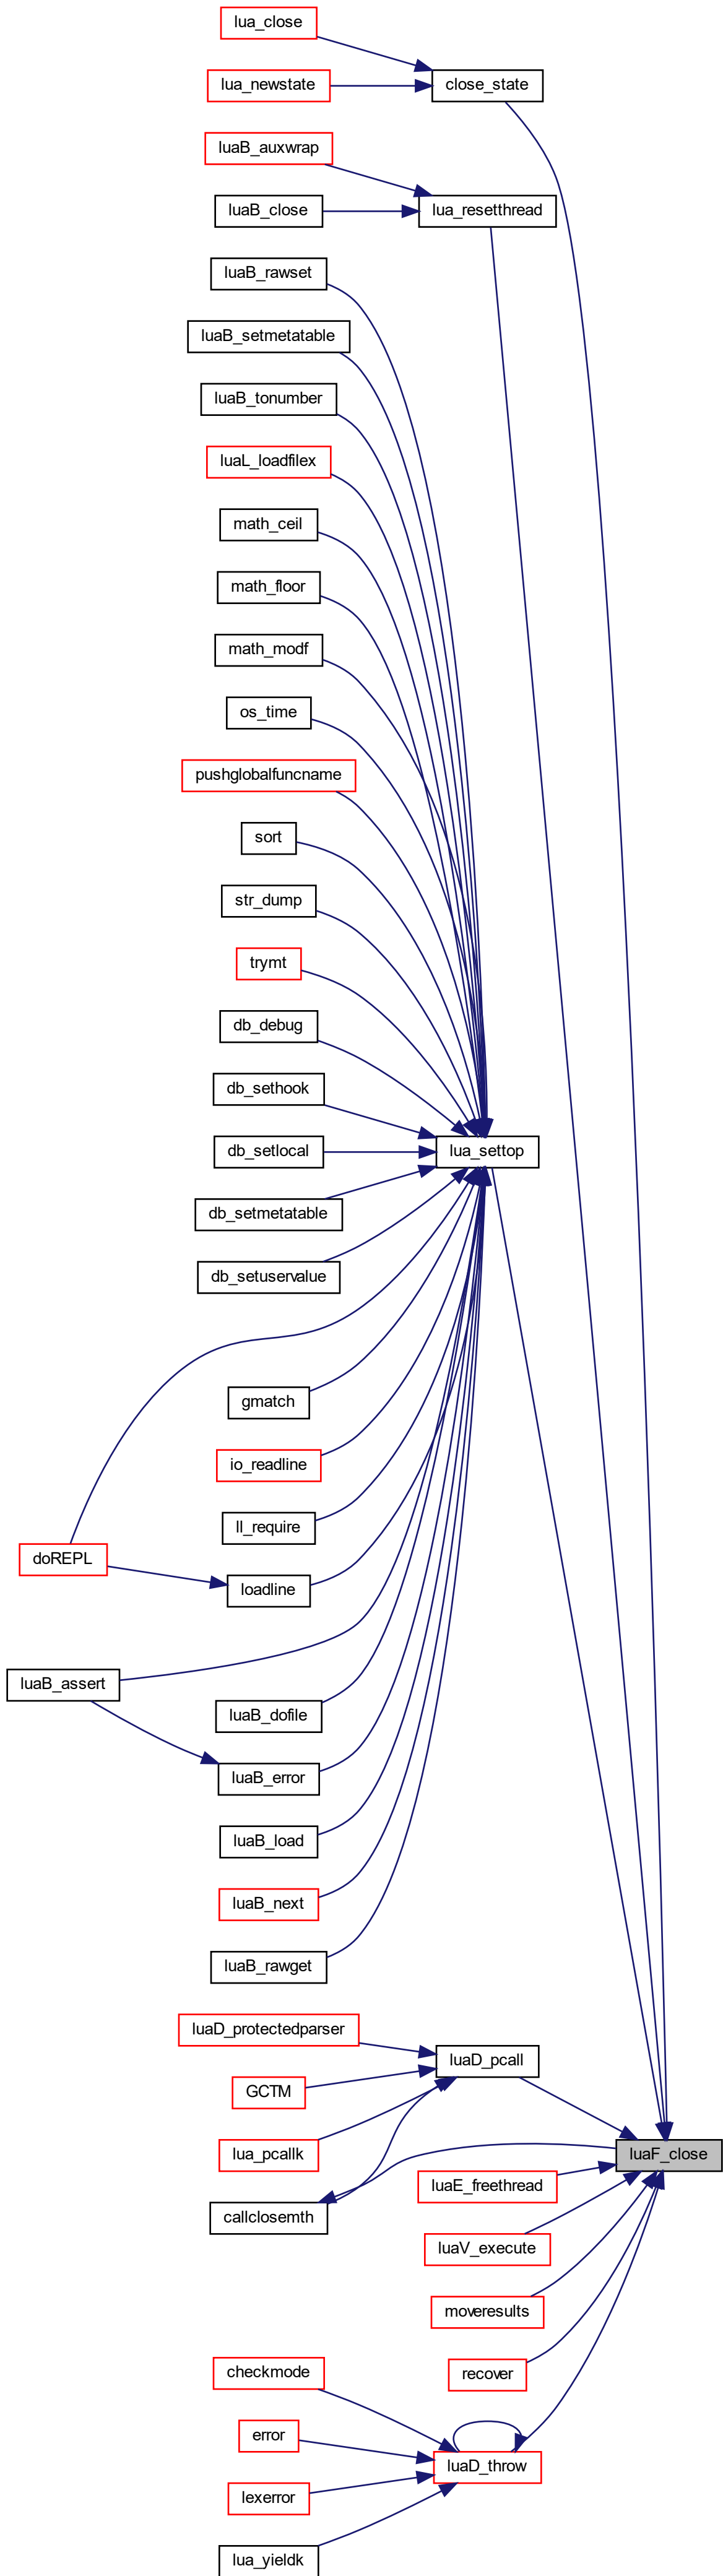 lua_close
lua_newstate
close_state
luaB_auxwrap
luaB_close
lua_resetthread
luaB_rawset
luaB_setmetatable
luaB_tonumber
luaL_loadfilex
math_ceil
math_floor
math_modf
os_time
pushglobalfuncname
sort
str_dump
trymt
db_debug
db_sethook
db_setlocal
lua_settop
db_setmetatable
db_setuservalue
gmatch
io_readline
ll_require
doREPL
loadline
luaB_assert
luaB_dofile
luaB_error
luaB_load
luaB_next
luaB_rawget
luaD_protectedparser
luaD_pcall
GCTM
lua_pcallk
luaF_close
luaE_freethread
callclosemth
luaV_execute
moveresults
recover
checkmode
error
luaD_throw
lexerror
lua_yieldk